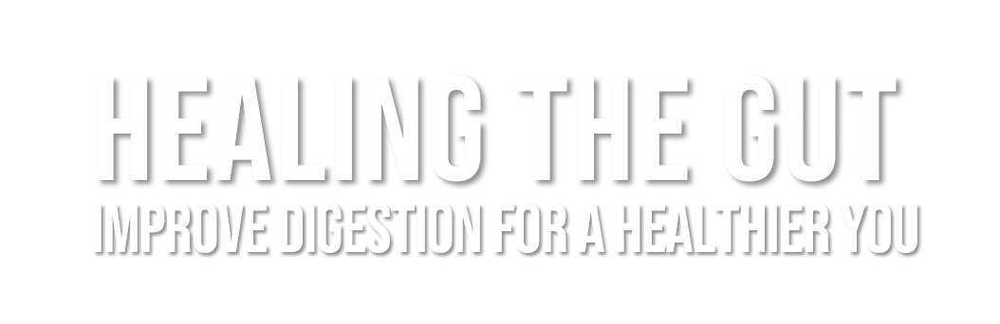 HEALING THE GUT
IMPROVE DIGESTION FOR A HEALTHIER YOU